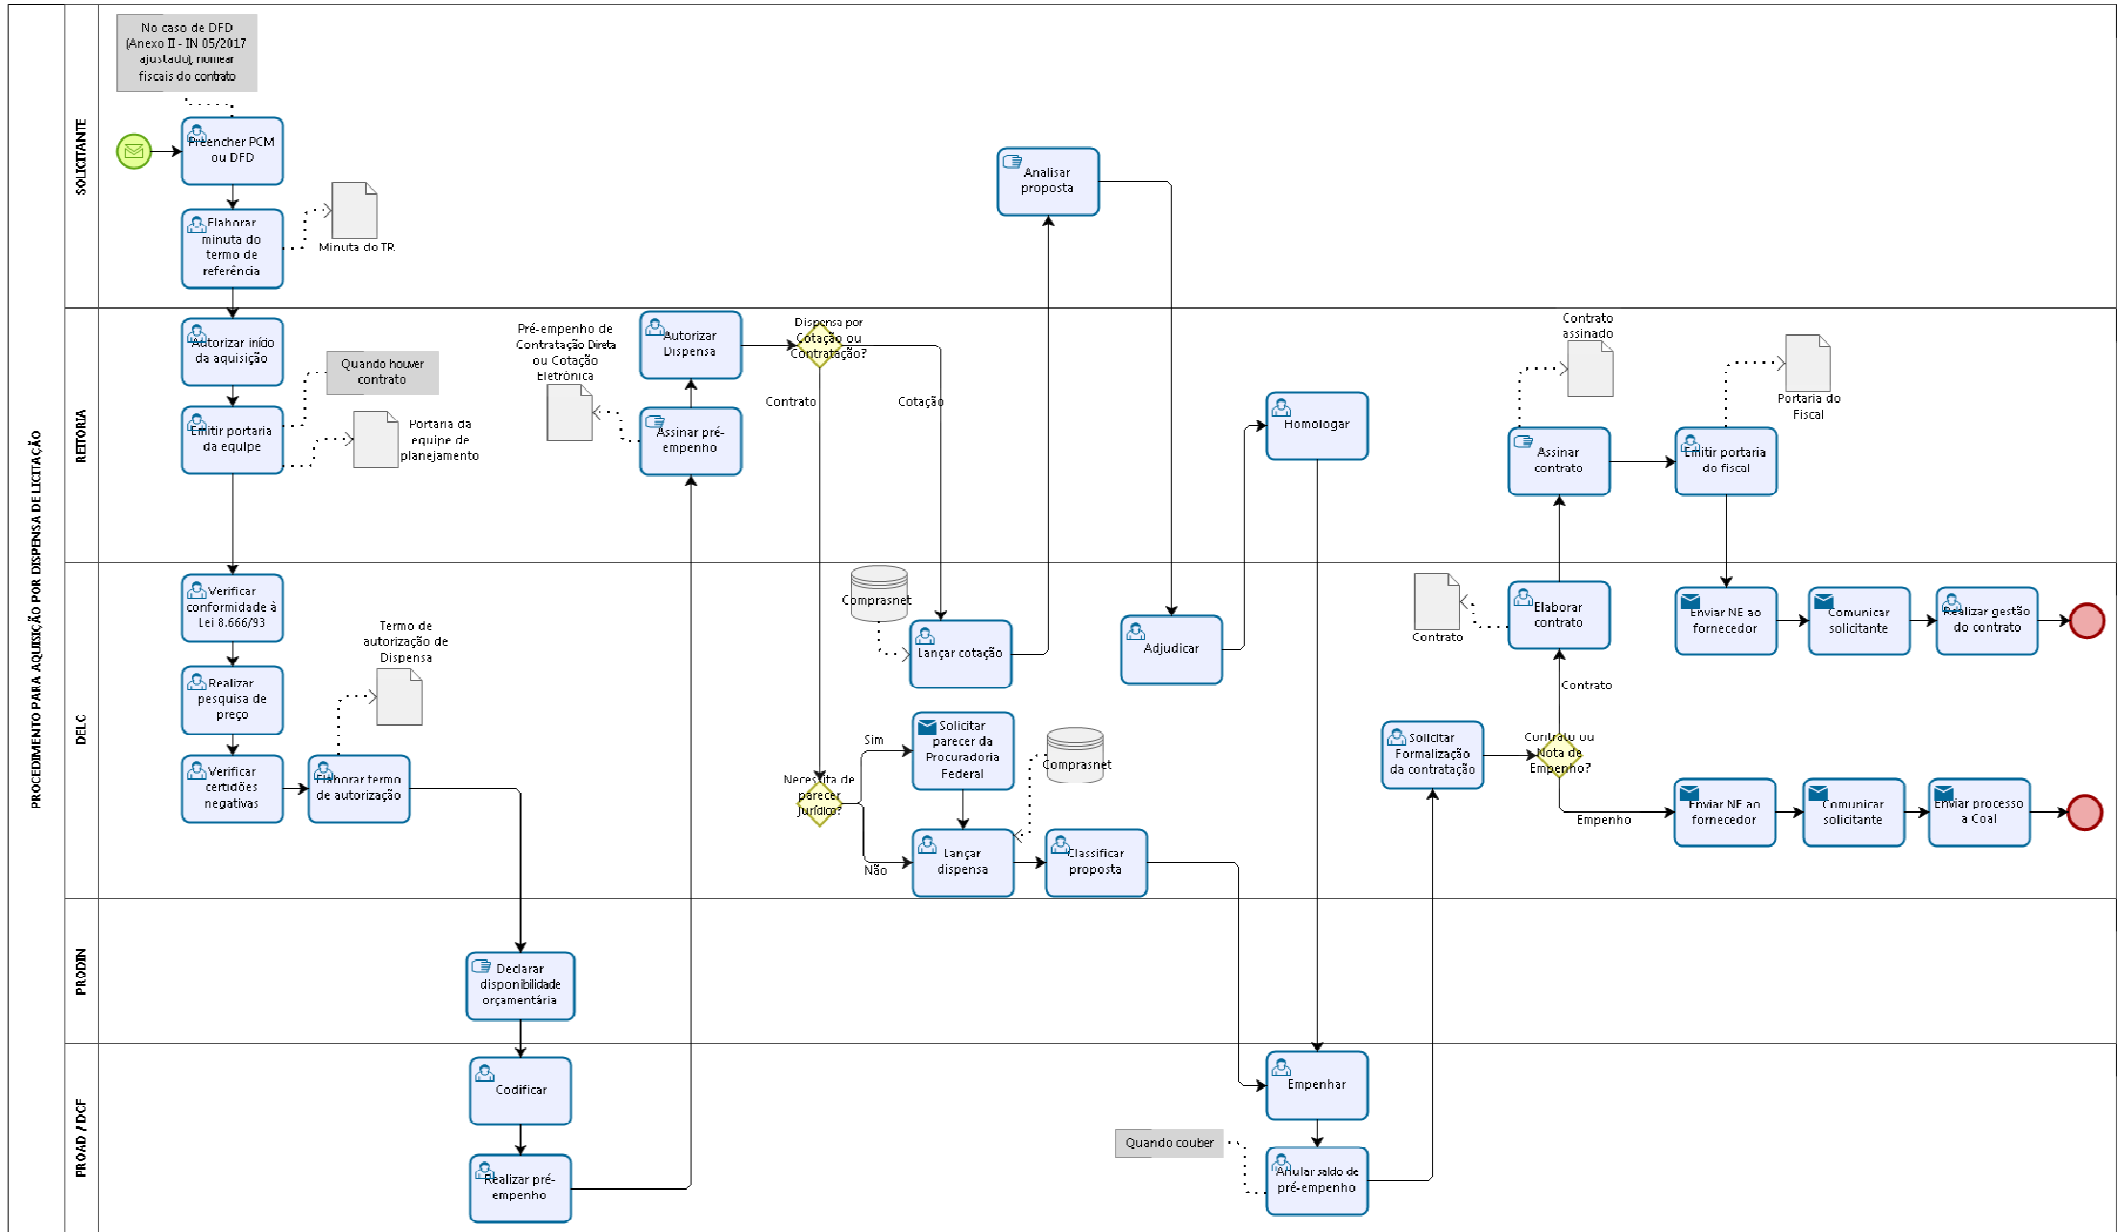 PROCEDIMENTO PARA AQUISIÇÃO POR DISPENSA DE LICITAÇÃO
SOLICITANTE
No caso de DFD
(Anexo II - IN 05/2017
ajustado), nomear
fiscais do contrato
Preencher PCM
ou DFD
Elaborar
minuta do
termo de
referência
Minuta do TR
Analisar
proposta
REITORIA
Autorizar início
da aquisição
Quando houver
contrato
Emitir portaria
da equipe
Portaria da
equipe de
planejamento
Pré-empenho de
Contratação Direta
ou Cotação
Eletrônica
Autorizar
Dispensa
Assinar pré-
empenho
Dispensa por
Cotação ou
Contratação?
Contrato
Cotação
Homologar
Contrato
assinado
Assinar
contrato
Portaria do
Fiscal
Emitir portaria
do fiscal
DELC
Verificar
conformidade à
Lei 8.666/93
Realizar
pesquisa de
preço
Verificar
certidões
negativas
Termo de
autorização de
Dispensa
Elaborar termo
de autorização
Comprasnet
Lançar cotação
Adjudicar
Necessita de
parecer
jurídico?
Sim
Não
Solicitar
parecer da
Procuradoria
Federal
Comprasnet
Lançar
dispensa
Classificar
proposta
Solicitar
Formalização
da contratação
Contrato ou
Nota de
Empenho?
Contrato
Empenho
Contrato
Elaborar
contrato
Enviar NE ao
fornecedor
Comunicar
solicitante
Realizar gestão
do contrato
Enviar NE ao
fornecedor
Comunicar
solicitante
Enviar processo
a Coal
PRODIN
Declarar
disponibilidade
orçamentária
PROAD / DCF
Codificar
Realizar pré-
empenho
Empenhar
Quando couber
Anular saldo de
pré-empenho